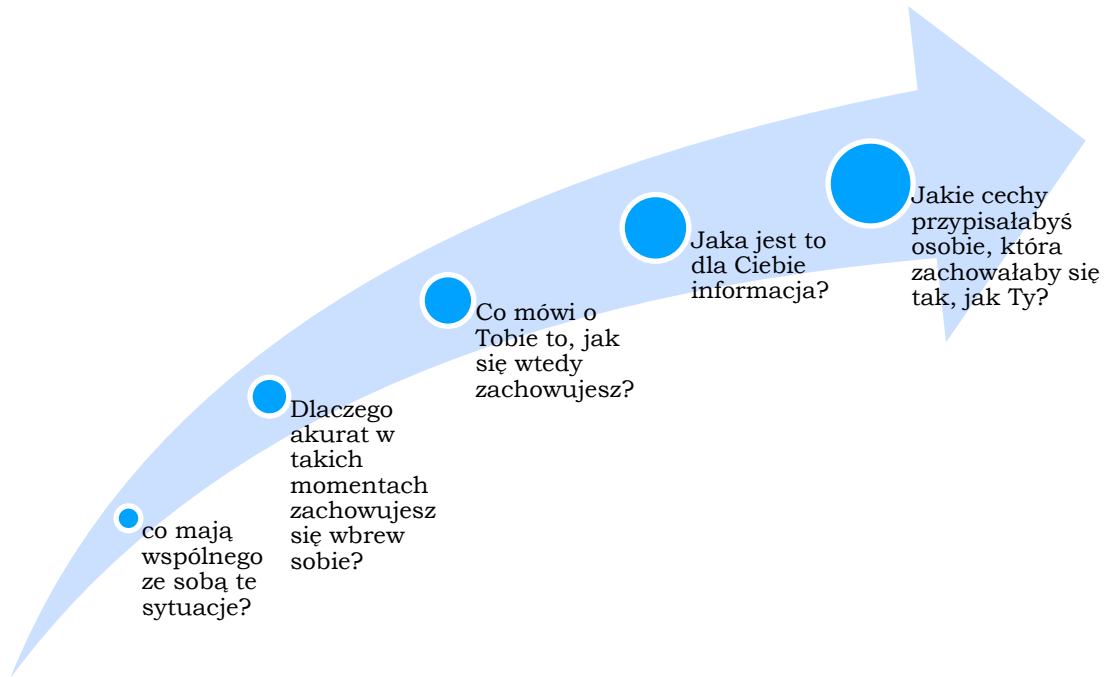 co mają
wspólnego
ze sobą te
sytuacje?
Dlaczego
akurat w
takich
momentach
zachowujesz
się wbrew
sobie?
Co mówi o
Tobie to, jak
się wtedy
zachowujesz?
Jaka jest to
dla Ciebie
informacja?
Jakie cechy
przypisałabyś
osobie, która
zachowałaby się
tak, jak Ty?